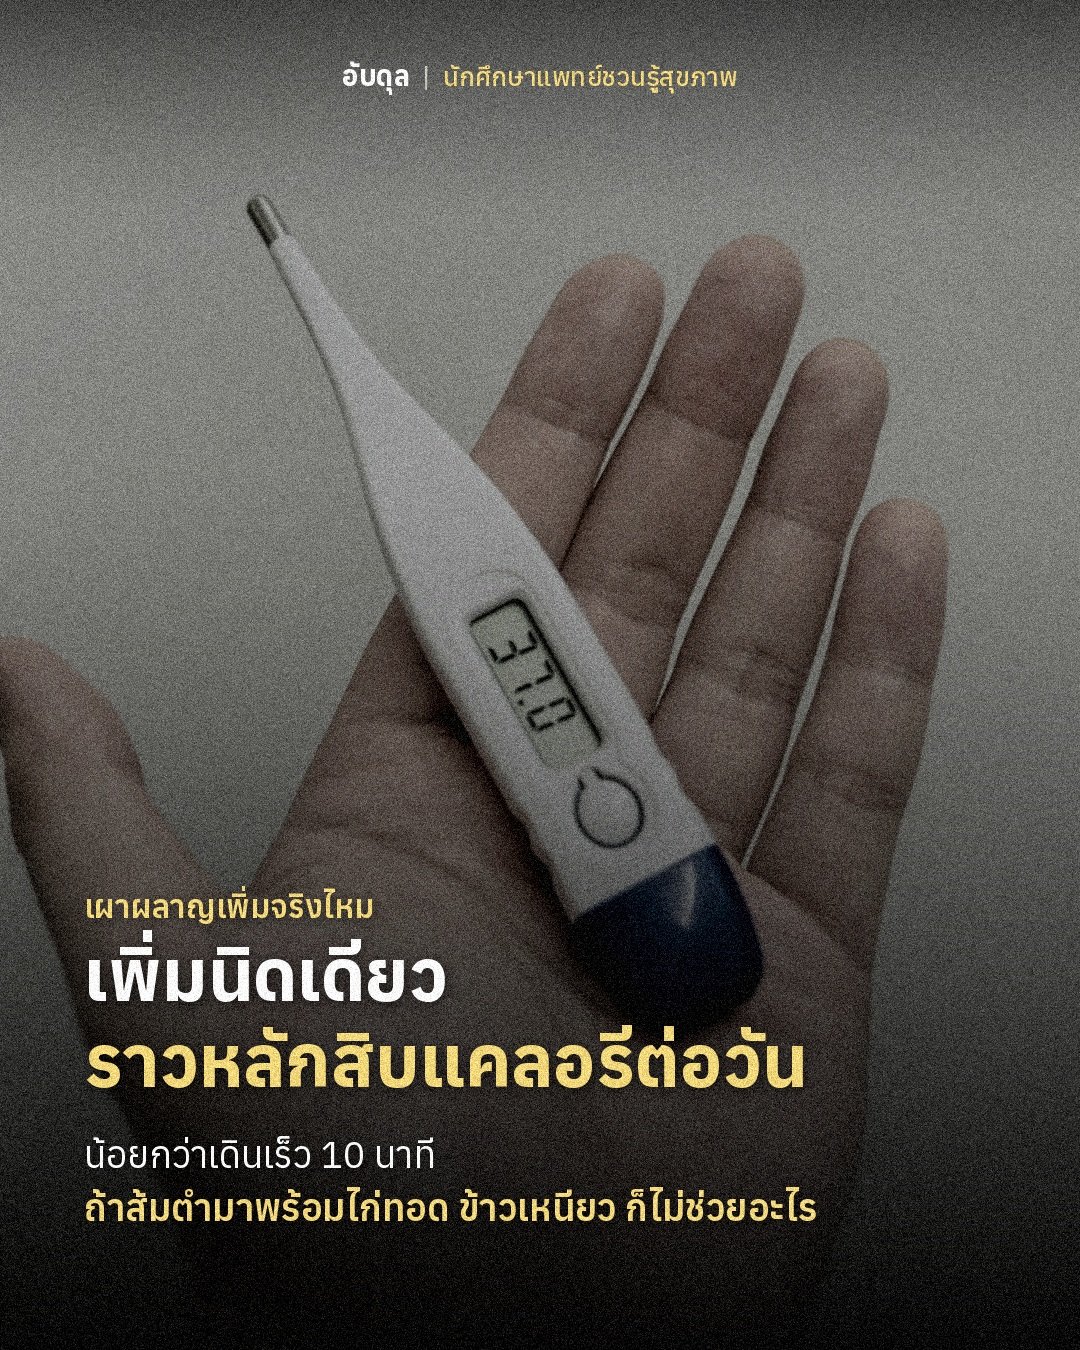 อับดุล | นักศึกษาแพทย์ชวนรู้สุขภาพ
37.0
เผาผลาญเพิ่มจริงไหม
เพิ่มนิดเดียว
ราวหลักสิบแคลอรีต่อวัน
น้อยกว่าเดินเร็ว 10 นาที
ถ้าส้มตำมาพร้อมไก่ทอด ข้าวเหนียว ก็ไม่ช่วยอะไร